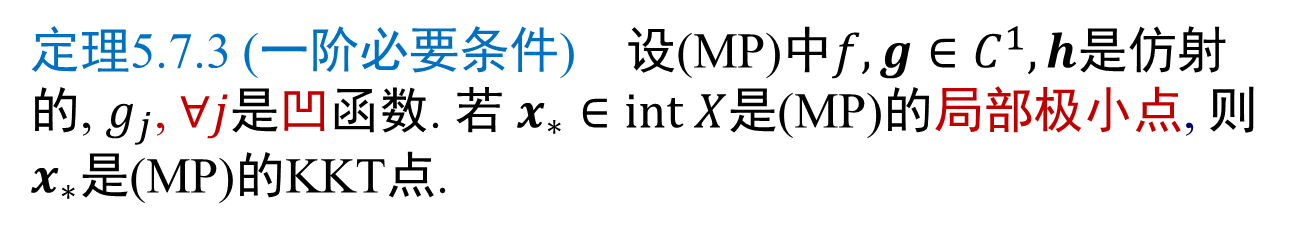 定理5.7.3 (一阶必要条件) 设(MP)中f, g ∈ C¹, h是仿射
的, gⱼ, ∀j是凹函数. 若 x∗ ∈ int X是(MP)的局部极小点, 则
x∗是(MP)的KKT点.